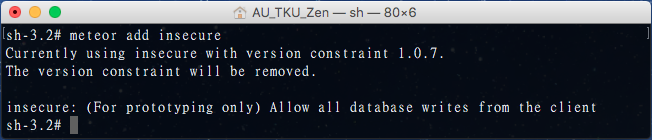 AU_TKU_Zen — sh — 80×6
[sh-3.2# meteor add insecure ]
Currently using insecure with version constraint 1.0.7.
The version constraint will be removed.
insecure: (For prototyping only) Allow all database writes from the client
sh-3.2#